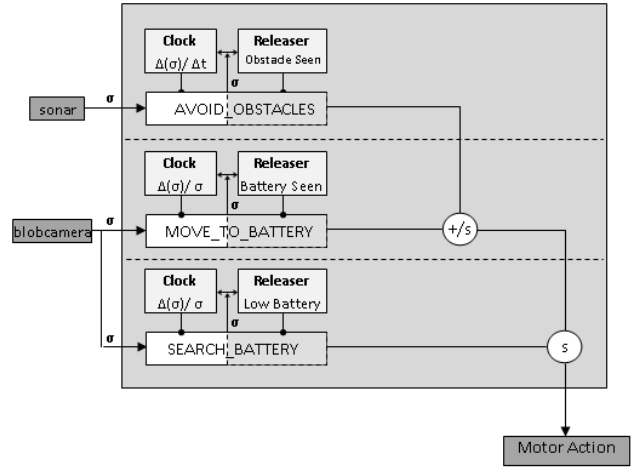 Clock
Releaser
Δ(σ)/ Δt
Obstade Seen
σ
σ
sonar
AVOID_OBSTACLES
Clock
Releaser
Δ(σ)/ σ
Battery Seen
σ
σ
blobcamera
MOVE_TO_BATTERY
+/s
Clock
Releaser
Δ(σ)/ σ
Low Battery
σ
σ
SEARCH_BATTERY
s
Motor Action